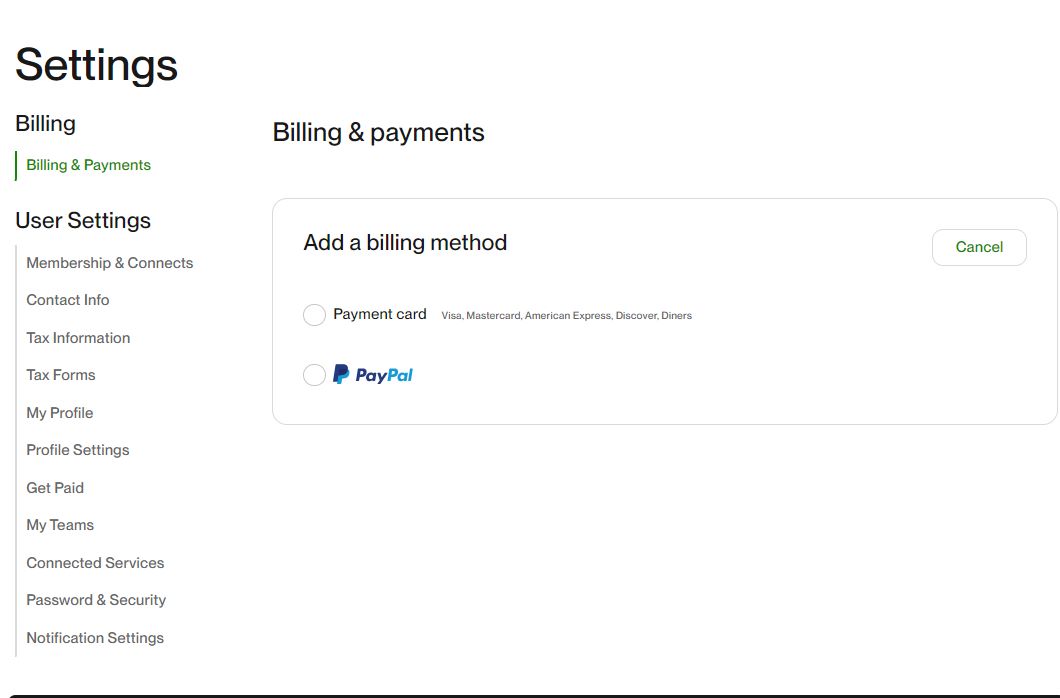 Settings
Billing
Billing & Payments
User Settings
Membership & Connects
Contact Info
Tax Information
Tax Forms
My Profile
Profile Settings
Get Paid
My Teams
Connected Services
Password & Security
Notification Settings
Billing & payments
Add a billing method
Cancel
Payment card Visa, Mastercard, American Express, Discover, Diners
PayPal